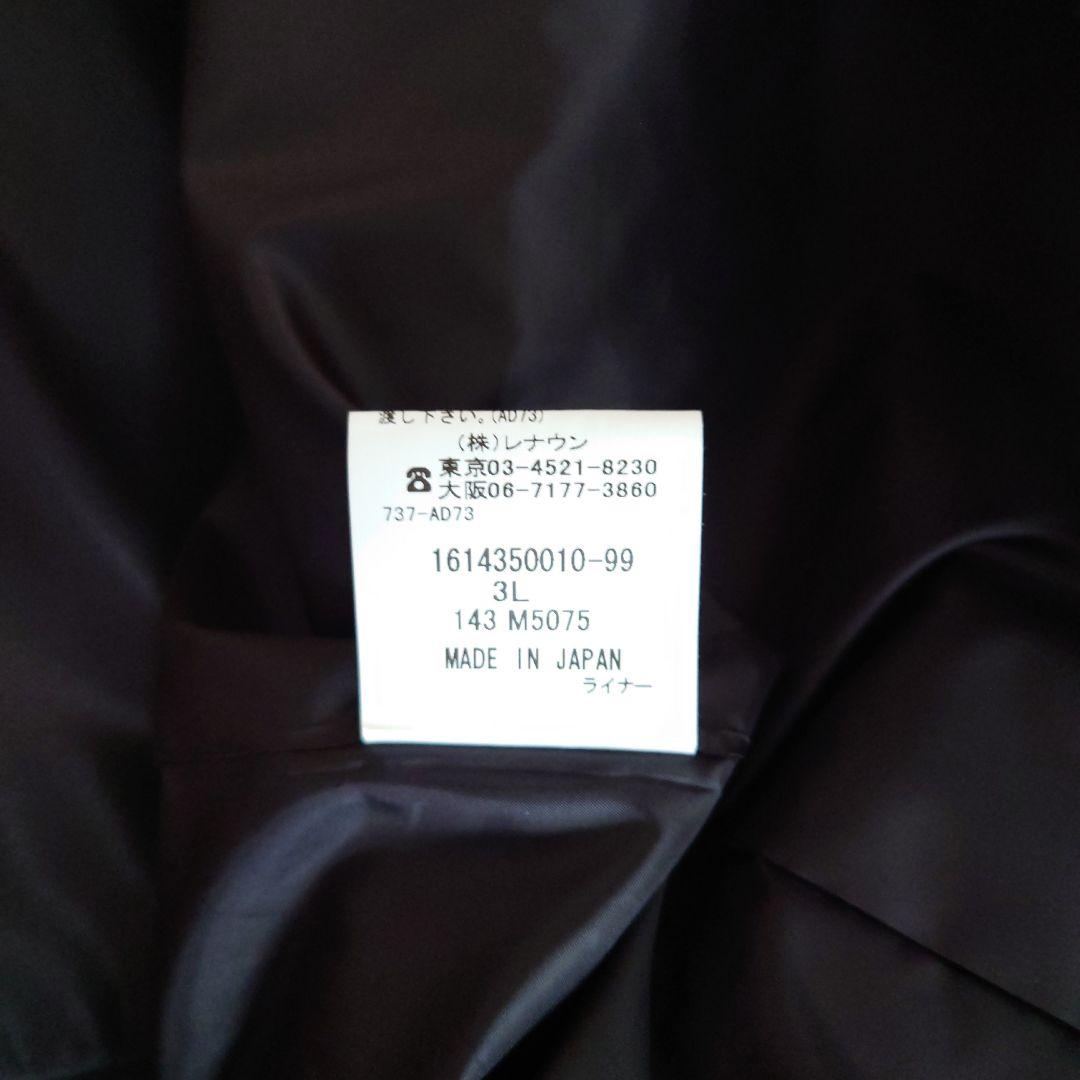 渡し下さい。(AD73)
(株)レナウン
☎東京03-4521-8230
大阪06-7177-3860
737-AD73
1614350010-99
3L
143 M5075
MADE IN JAPAN
ライナー